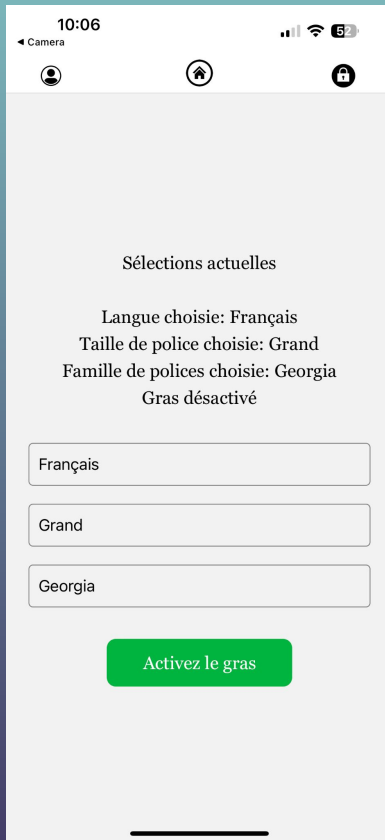 10:06
52
◀ Camera
Sélections actuelles
Langue choisie: Français
Taille de police choisie: Grand
Famille de polices choisie: Georgia
Gras désactivé
Français
Grand
Georgia
Activez le gras